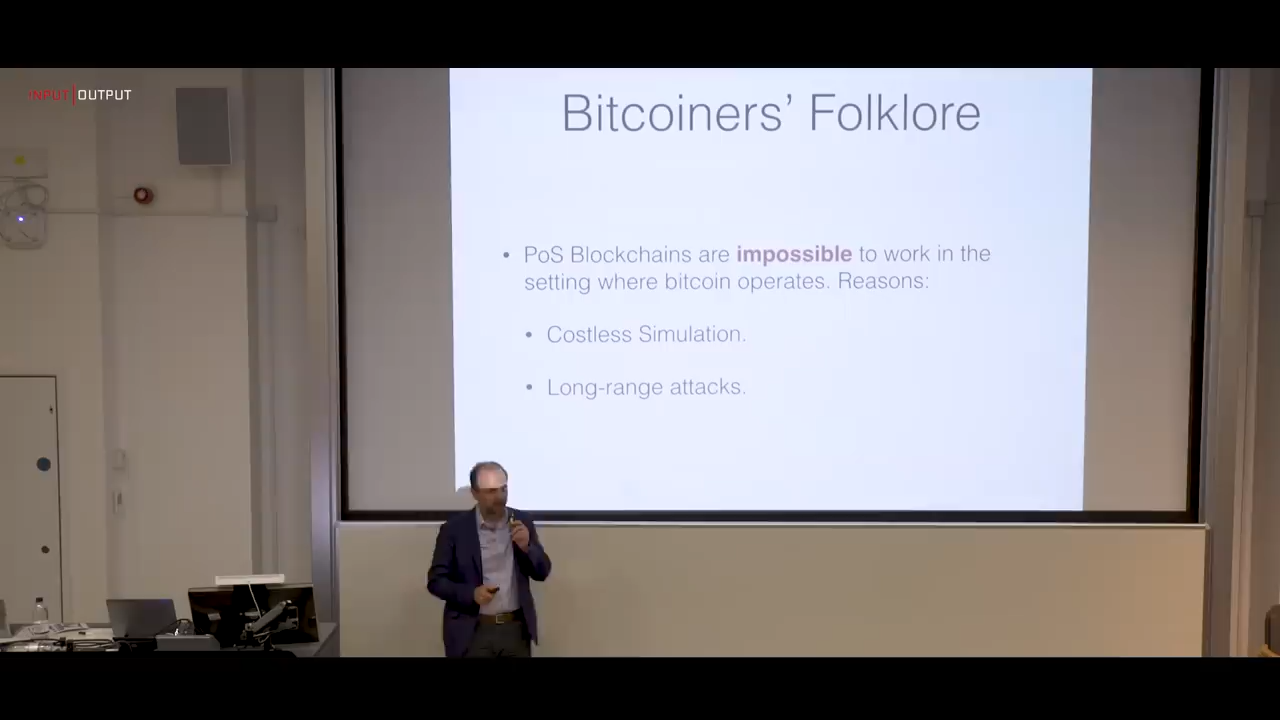 INPUT|OUTPUT
Bitcoiners' Folklore
• PoS Blockchains are impossible to work in the
setting where bitcoin operates. Reasons:
• Costless Simulation.
• Long-range attacks.